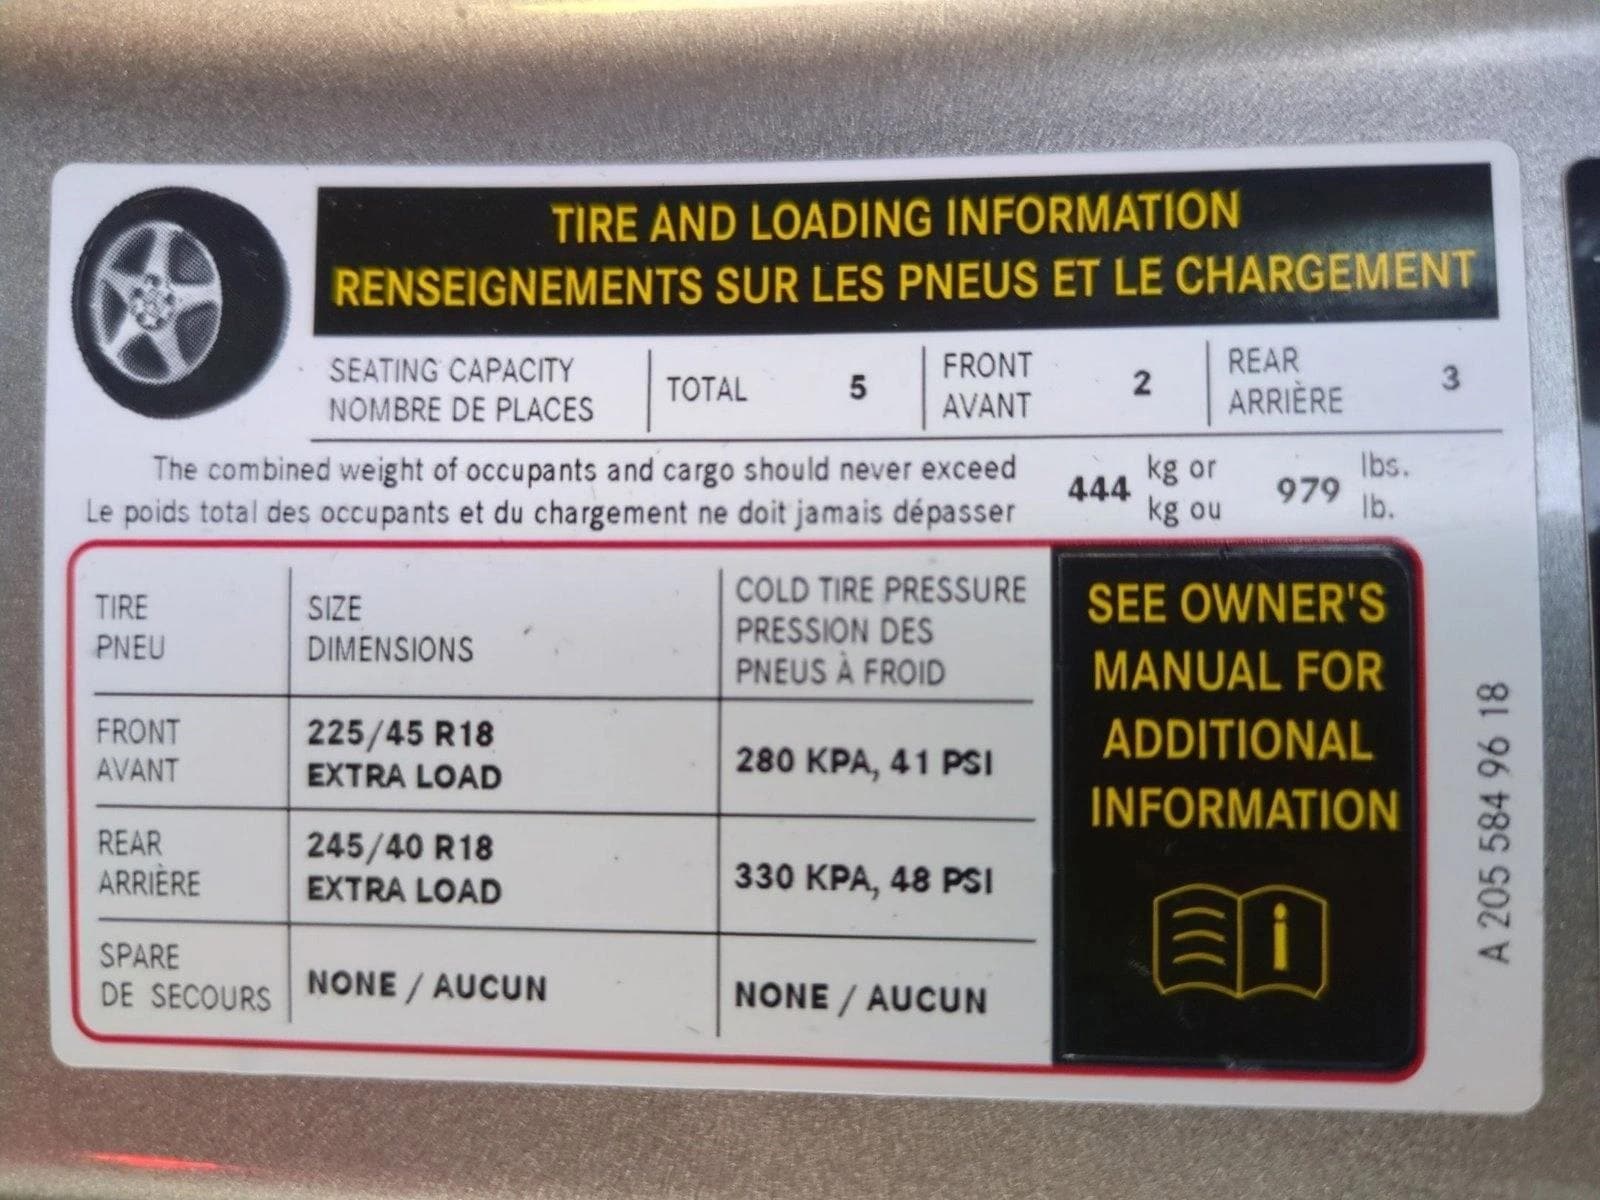 TIRE AND LOADING INFORMATION
RENSEIGNEMENTS SUR LES PNEUS ET LE CHARGEMENT
SEATING CAPACITY
NOMBRE DE PLACES
TOTAL 5
FRONT
AVANT
2
REAR
ARRIÈRE
3
The combined weight of occupants and cargo should never exceed
Le poids total des occupants et du chargement ne doit jamais dépasser
444
kg or
kg ou
979
lbs.
lb.
TIRE
PNEU
SIZE
DIMENSIONS
COLD TIRE PRESSURE
PRESSION DES
PNEUS À FROID
FRONT
AVANT
225/45 R18
EXTRA LOAD
280 KPA, 41 PSI
REAR
ARRIÈRE
245/40 R18
EXTRA LOAD
330 KPA, 48 PSI
SPARE
DE SECOURS
NONE / AUCUN
NONE / AUCUN
SEE OWNER'S
MANUAL FOR
ADDITIONAL
INFORMATION
i
A 205 584 96 18